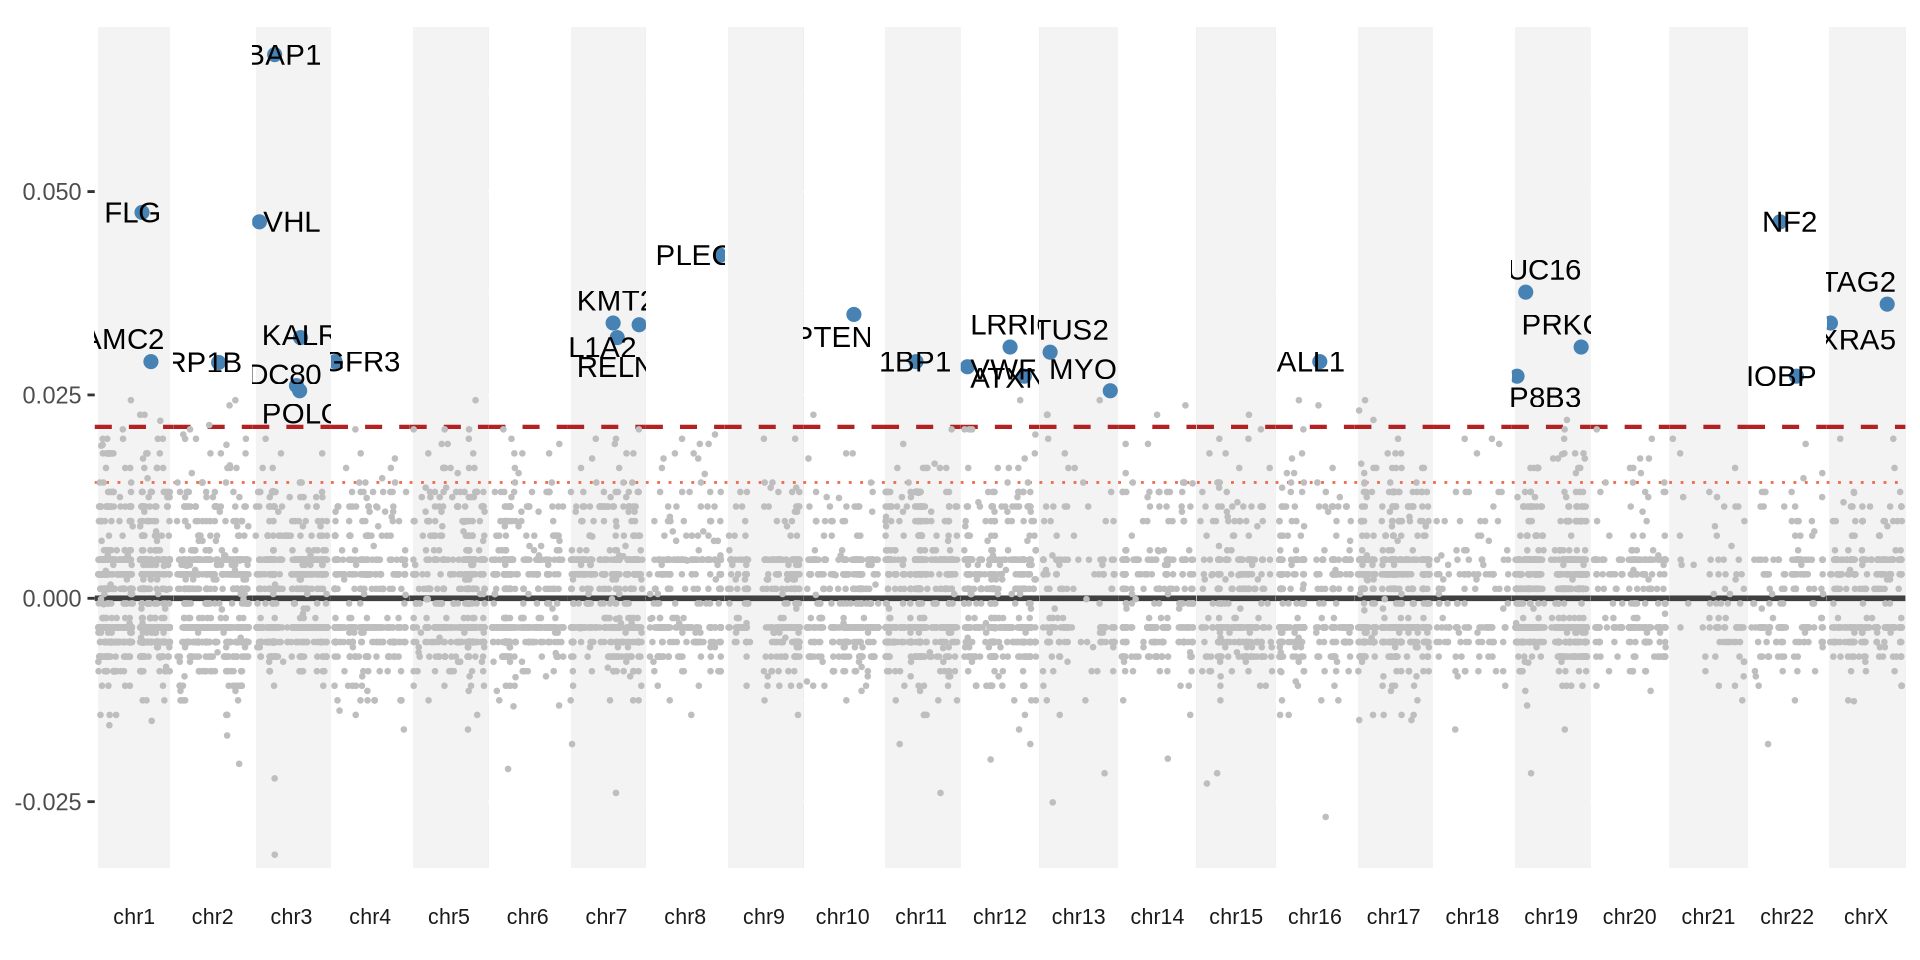 BAP1
0.050
FLG
VHL
NF2
PLEC
UC16
TAG2
KMT2
AMC2
KALR
PTEN
LRRI
TUS2
PRKC
XRA5
RP1B
GFR3
L1A2
RELN
1BP1
VWF
ATXN
MYO
ALL1
IOBP
DC80
0.025
P8B3
POLQ
0.000
-0.025
chr1 chr2 chr3 chr4 chr5 chr6 chr7 chr8 chr9 chr10 chr11 chr12 chr13 chr14 chr15 chr16 chr17 chr18 chr19 chr20 chr21 chr22 chrX